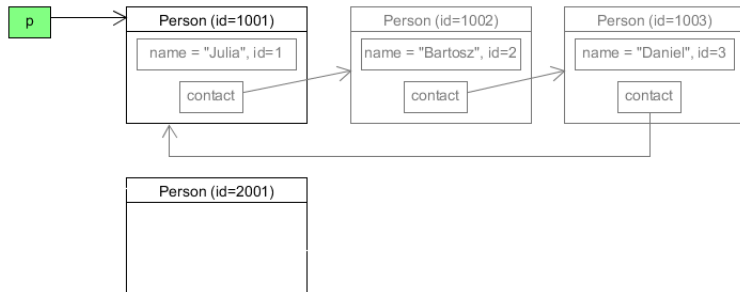 p
Person (id=1001)
Person (id=1002)
Person (id=1003)
name = "Julia", id=1
name = "Bartosz", id=2
name = "Daniel", id=3
contact
contact
contact
Person (id=2001)